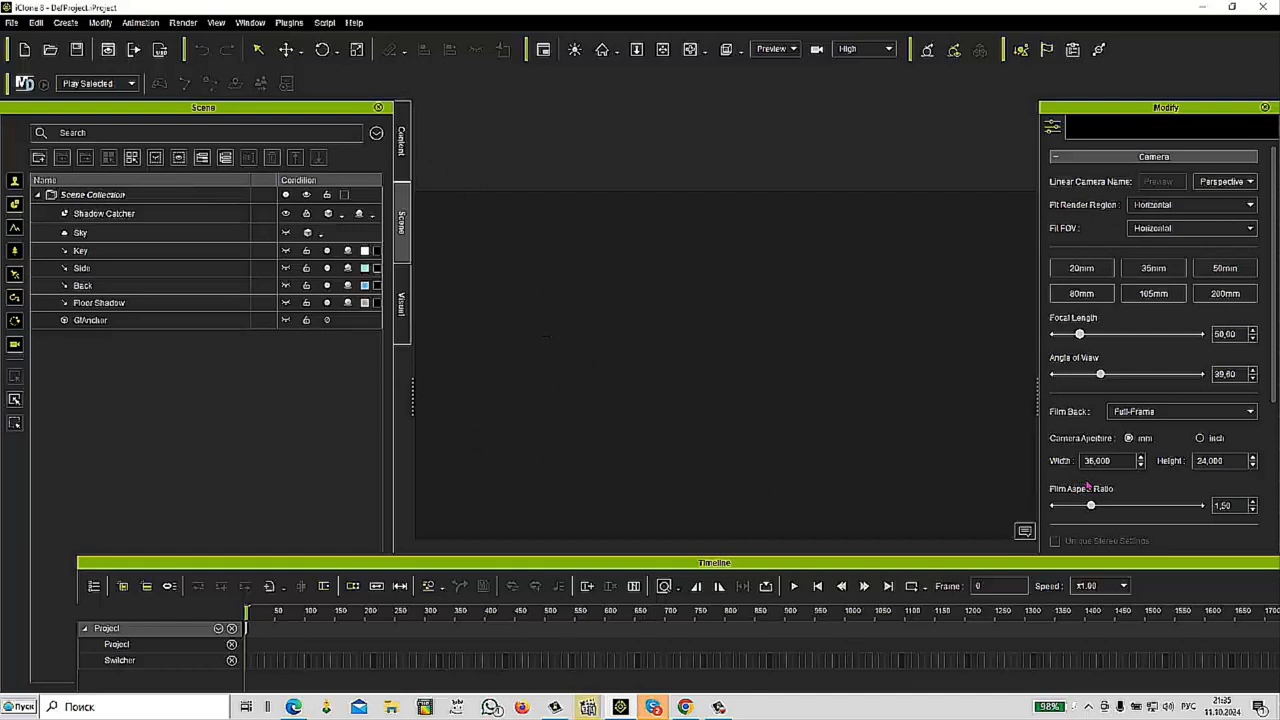 iClone 8 - DefProject.iProject
File Edit Create Modify Animation Render View Window Plugins Script Help
Preview High
Play Selected
Scene
Search
Name Condition
Scene Collection
Shadow Catcher
Sky
Key
Side
Back
Floor Shadow
GIAnchor
Content
Scene
Visual
Modify
Camera
Linear Camera Name: Preview Perspective
Fit Render Region: Horizontal
Fit FOV: Horizontal
20mm 35mm 50mm
80mm 105mm 200mm
Focal Length
50,00
Angle of View
39,60
Film Back: Full-Frame
Camera Aperture: mm inch
Width: 36,000 Height: 24,000
Film Aspect Ratio
1,50
Unique Stereo Settings
Timeline
Frame: 0 Speed: x1.00
50 100 150 200 250 300 350 400 450 500 550 600 650 700 750 800 850 900 950 1000 1050 1100 1150 1200 1250 1300 1350 1400 1450 1500 1550 1600 1650 1700
Project
Project
Switcher
Пуск Поиск 98% РУС 21:35
11.10.2024